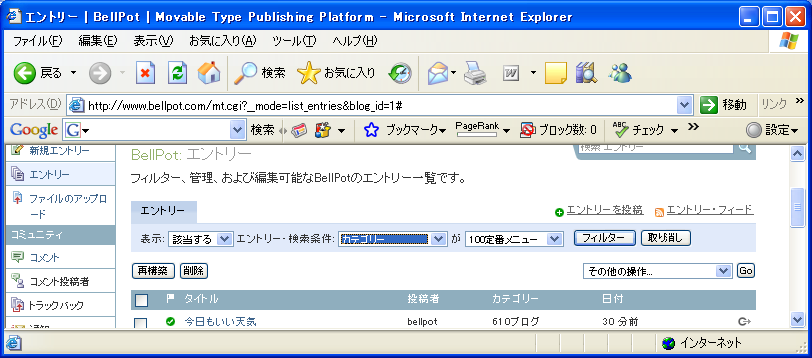 エントリー | BellPot | Movable Type Publishing Platform - Microsoft Internet Explorer
ファイル(F) 編集(E) 表示(V) お気に入り(A) ツール(T) ヘルプ(H)
戻る 検索 お気に入り
アドレス(D) http://www.bellpot.com/mt.cgi?__mode=list_entries&blog_id=1# 移動 リンク »
Google G 検索 ブックマーク PageRank ブロック数: 0 ABC チェック » 設定
新規エントリー
BellPot: エントリー
検索 エントリー
エントリー
フィルター、管理、および編集可能なBellPotのエントリー一覧です。
ファイルのアップロ
ード
エントリー
エントリーを投稿 エントリー・フィード
コミュニティ
表示: 該当する エントリー・検索条件: カテゴリー が 100定番メニュー フィルター 取り消し
コメント
再構築 削除 その他の操作... Go
コメント投稿者
トラックバック
タイトル 投稿者 カテゴリー 日付
今日もいい天気 bellpot 610ブログ 30 分前
インターネット